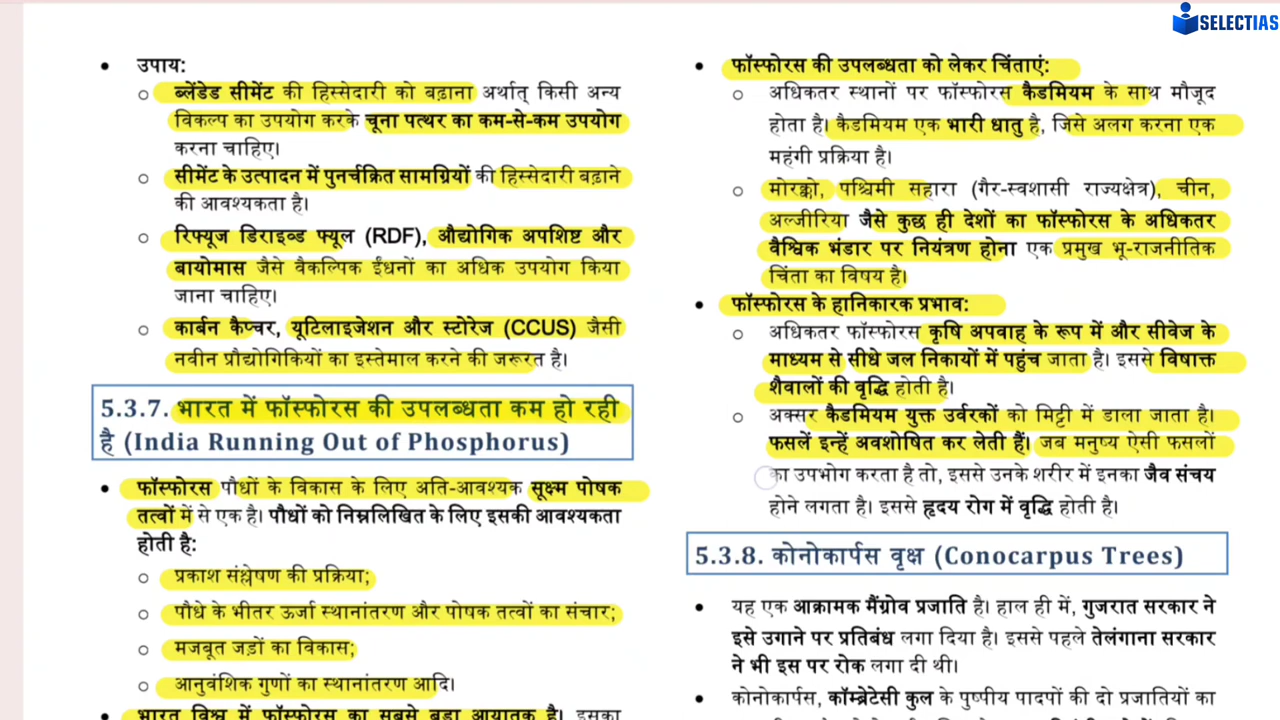 SELECTIAS
• उपाय:
o ब्लेंडेड सीमेंट की हिस्सेदारी को बढ़ाना अर्थात् किसी अन्य
विकल्प का उपयोग करके चूना पत्थर का कम-से-कम उपयोग
करना चाहिए।
o सीमेंट के उत्पादन में पुनर्चक्रित सामग्रियों की हिस्सेदारी बढ़ाने
की आवश्यकता है।
o रिफ्यूज डिराइव्ड फ्यूल (RDF), औद्योगिक अपशिष्ट और
बायोमास जैसे वैकल्पिक ईंधनों का अधिक उपयोग किया
जाना चाहिए।
o कार्बन कैप्चर, यूटिलाइजेशन और स्टोरेज (CCUS) जैसी
नवीन प्रौद्योगिकियों का इस्तेमाल करने की जरूरत है।
5.3.7. भारत में फॉस्फोरस की उपलब्धता कम हो रही
है (India Running Out of Phosphorus)
• फॉस्फोरस पौधों के विकास के लिए अति-आवश्यक सूक्ष्म पोषक
तत्वों में से एक है। पौधों को निम्नलिखित के लिए इसकी आवश्यकता
होती है:
o प्रकाश संश्लेषण की प्रक्रिया;
o पौधे के भीतर ऊर्जा स्थानांतरण और पोषक तत्वों का संचार;
o मजबूत जड़ों का विकास;
o आनुवंशिक गुणों का स्थानांतरण आदि।
• भारत विश्व में फॉस्फोरस का सबसे बड़ा आयातक है। इसका
• फॉस्फोरस की उपलब्धता को लेकर चिंताएं:
o अधिकतर स्थानों पर फॉस्फोरस कैडमियम के साथ मौजूद
होता है। कैडमियम एक भारी धातु है, जिसे अलग करना एक
महंगी प्रक्रिया है।
o मोरक्को, पश्चिमी सहारा (गैर-स्वशासी राज्यक्षेत्र), चीन,
अल्जीरिया जैसे कुछ ही देशों का फॉस्फोरस के अधिकतर
वैश्विक भंडार पर नियंत्रण होना एक प्रमुख भू-राजनीतिक
चिंता का विषय है।
• फॉस्फोरस के हानिकारक प्रभाव:
o अधिकतर फॉस्फोरस कृषि अपवाह के रूप में और सीवेज के
माध्यम से सीधे जल निकायों में पहुंच जाता है। इससे विषाक्त
शैवालों की वृद्धि होती है।
o अक्सर कैडमियम युक्त उर्वरकों को मिट्टी में डाला जाता है।
फसलें इन्हें अवशोषित कर लेती हैं। जब मनुष्य ऐसी फसलों
का उपभोग करता है तो, इससे उनके शरीर में इनका जैव संचय
होने लगता है। इससे हृदय रोग में वृद्धि होती है।
5.3.8. कोनोकार्पस वृक्ष (Conocarpus Trees)
• यह एक आक्रामक मैंग्रोव प्रजाति है। हाल ही में, गुजरात सरकार ने
इसे उगाने पर प्रतिबंध लगा दिया है। इससे पहले तेलंगाना सरकार
ने भी इस पर रोक लगा दी थी।
• कोनोकार्पस, कॉम्ब्रेटेसी कुल के पुष्पीय पादपों की दो प्रजातियों का